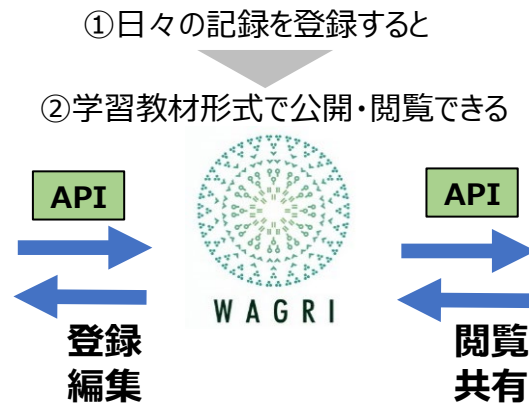 ①日々の記録を登録すると
②学習教材形式で公開・閲覧できる
API
API
WAGRI
登録
編集
閲覧
共有